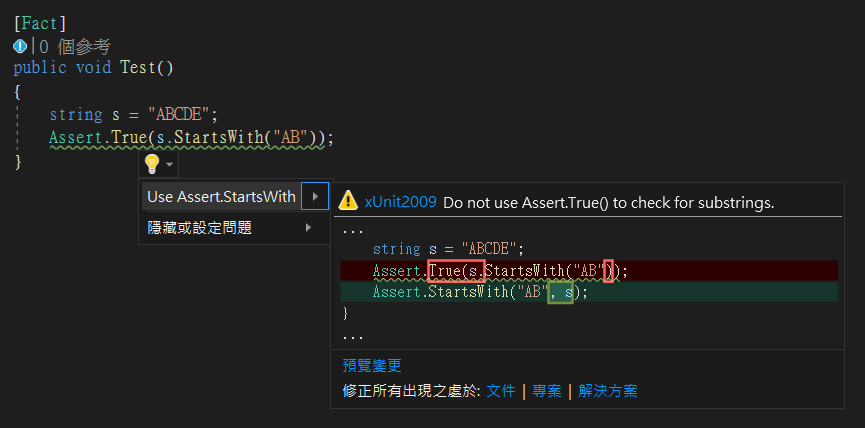 [Fact]
|0 個參考
public void Test()
{
string s = "ABCDE";
Assert.True(s.StartsWith("AB"));
}
Use Assert.StartsWith
隱藏或設定問題
xUnit2009 Do not use Assert.True() to check for substrings.
...
string s = "ABCDE";
Assert.True(s.StartsWith("AB"));
Assert.StartsWith("AB", s);
}
...
預覽變更
修正所有出現之處於: 文件 | 專案 | 解決方案